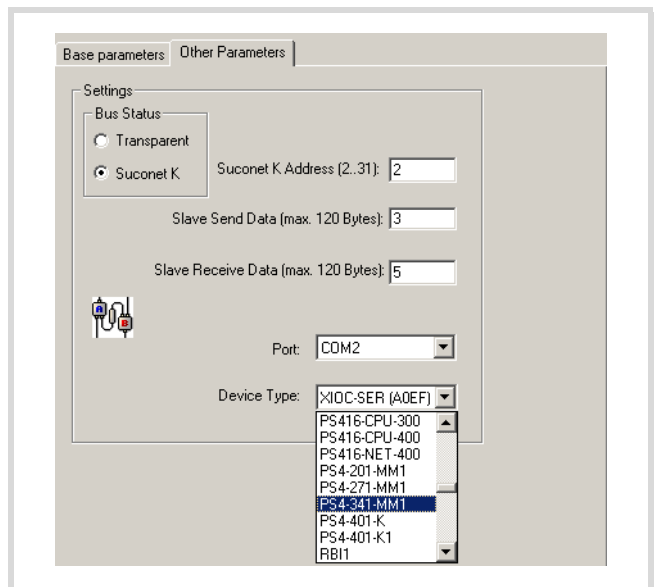 Base parameters Other Parameters
Settings
Bus Status
Transparent
Suconet K
Suconet K Address (2..31): 2
Slave Send Data (max. 120 Bytes): 3
Slave Receive Data (max. 120 Bytes): 5
A
B
Port: COM2
Device Type: XIOC-SER (A0EF)
PS416-CPU-300
PS416-CPU-400
PS416-NET-400
PS4-201-MM1
PS4-271-MM1
PS4-341-MM1
PS4-401-K
PS4-401-K1
RBI1